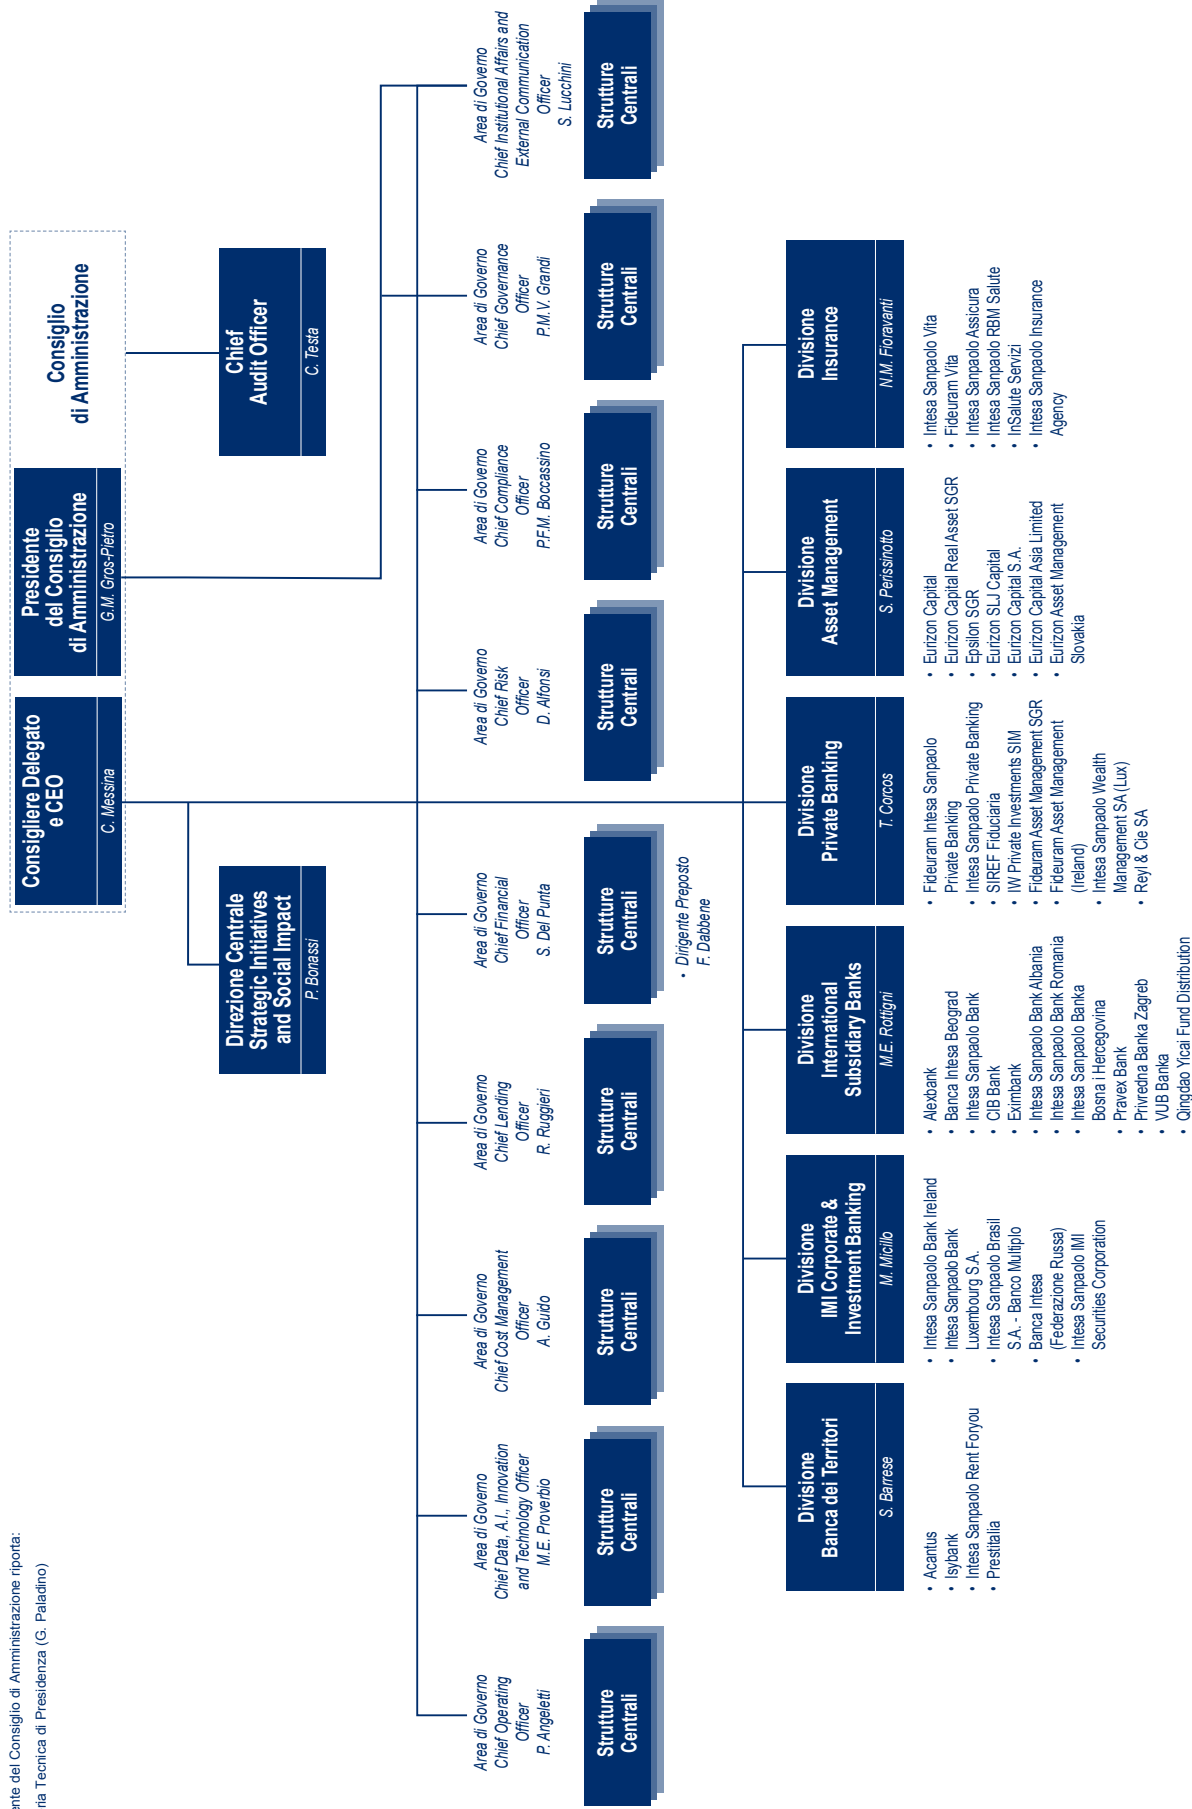 Consigliere Delegato
e CEO
C. Messina
Presidente
del Consiglio
di Amministrazione
G.M. Gros-Pietro
Consiglio
di Amministrazione
Direzione Centrale
Strategic Initiatives
and Social Impact
P. Bonassi
Chief
Audit Officer
C. Testa
Area di Governo
Chief Operating
Officer
P. Angeletti
Strutture
Centrali
Area di Governo
Chief Data, A.I., Innovation
and Technology Officer
M.E. Proverbio
Strutture
Centrali
Area di Governo
Chief Cost Management
Officer
A. Guido
Strutture
Centrali
Area di Governo
Chief Lending
Officer
R. Ruggieri
Strutture
Centrali
Area di Governo
Chief Financial
Officer
S. Del Punta
Strutture
Centrali
• Dirigente Preposto
F. Dabbene
Area di Governo
Chief Risk
Officer
D. Alfonsi
Strutture
Centrali
Area di Governo
Chief Compliance
Officer
P.F.M. Boccassino
Strutture
Centrali
Area di Governo
Chief Governance
Officer
P.M.V. Grandi
Strutture
Centrali
Area di Governo
Chief Institutional Affairs and
External Communication
Officer
S. Lucchini
Strutture
Centrali
Divisione
Banca dei Territori
S. Barrese
• Acantus
• Isybank
• Intesa Sanpaolo Rent Foryou
• Prestitalia
Divisione
IMI Corporate &
Investment Banking
M. Micillo
• Intesa Sanpaolo Bank Ireland
• Intesa Sanpaolo Bank
Luxembourg S.A.
• Intesa Sanpaolo Brasil
S.A. - Banco Multiplo
• Banca Intesa
(Federazione Russa)
• Intesa Sanpaolo IMI
Securities Corporation
Divisione
International
Subsidiary Banks
M.E. Rottigni
• Alexbank
• Banca Intesa Beograd
• Intesa Sanpaolo Bank
• CIB Bank
• Eximbank
• Intesa Sanpaolo Bank Albania
• Intesa Sanpaolo Bank Romania
• Intesa Sanpaolo Banka
Bosna i Hercegovina
• Pravex Bank
• Privredna Banka Zagreb
• VUB Banka
• Qingdao Yicai Fund Distribution
Divisione
Private Banking
T. Corcos
• Fideuram Intesa Sanpaolo
Private Banking
• Intesa Sanpaolo Private Banking
• SIREF Fiduciaria
• IW Private Investments SIM
• Fideuram Asset Management SGR
• Fideuram Asset Management
(Ireland)
• Intesa Sanpaolo Wealth
Management SA (Lux)
• Reyl & Cie SA
Divisione
Asset Management
S. Perissinotto
• Eurizon Capital
• Eurizon Capital Real Asset SGR
• Epsilon SGR
• Eurizon SLJ Capital
• Eurizon Capital S.A.
• Eurizon Capital Asia Limited
• Eurizon Asset Management
Slovakia
Divisione
Insurance
N.M. Fioravanti
• Intesa Sanpaolo Vita
• Fideuram Vita
• Intesa Sanpaolo Assicura
• Intesa Sanpaolo RBM Salute
• InSalute Servizi
• Intesa Sanpaolo Insurance
Agency
del Consiglio di Amministrazione riporta:
Tecnica di Presidenza (G. Paladino)